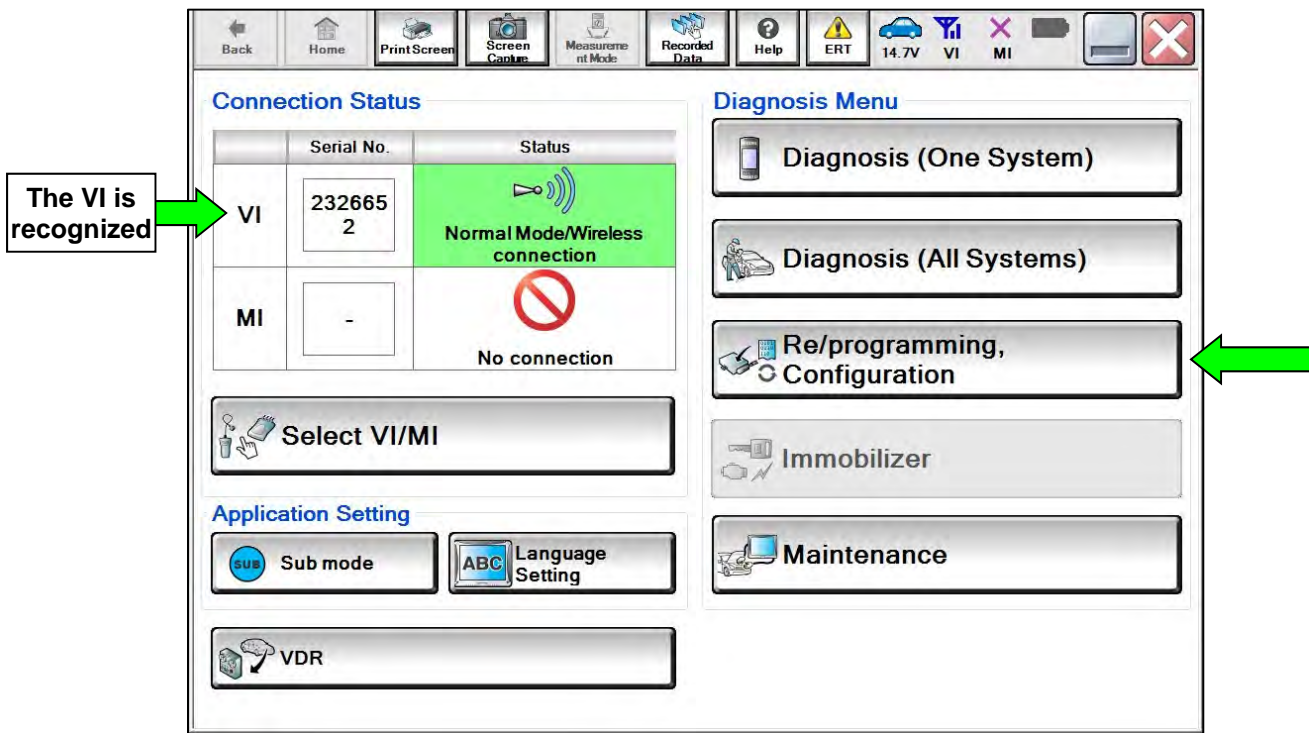 Back
Home
Print Screen
Screen
Capture
Measureme
nt Mode
Recorded
Data
Help
ERT
14.7V
VI
MI
Connection Status
Serial No.
Status
The VI is
recognized
VI
232665
2
Normal Mode/Wireless
connection
MI
-
No connection
Select VI/MI
Application Setting
SUB
Sub mode
ABC
Language
Setting
VDR
Diagnosis Menu
Diagnosis (One System)
Diagnosis (All Systems)
Re/programming,
Configuration
Immobilizer
Maintenance